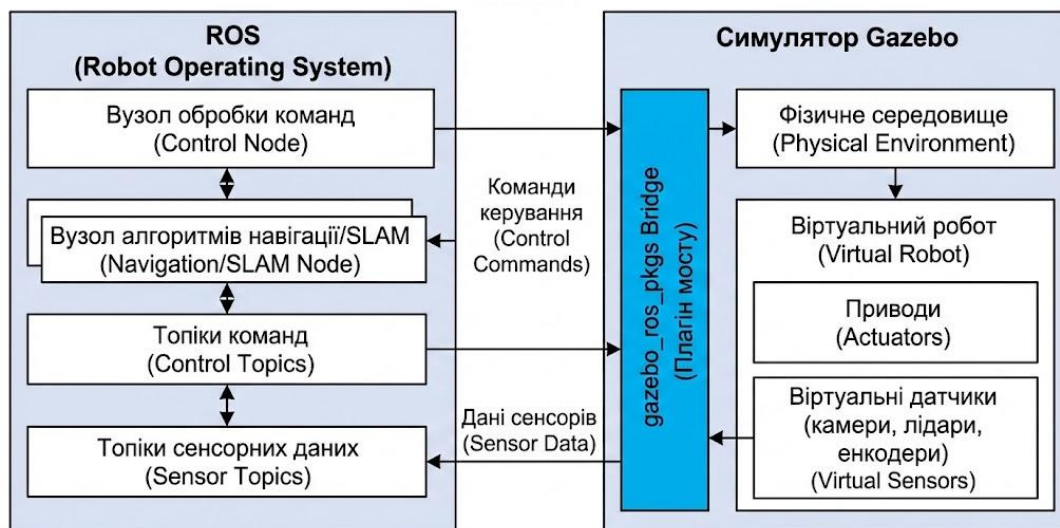 ROS
(Robot Operating System)
Вузол обробки команд
(Control Node)
Вузол алгоритмів навігації/SLAM
(Navigation/SLAM Node)
Топіки команд
(Control Topics)
Топіки сенсорних даних
(Sensor Topics)
Команди
керування
(Control
Commands)
Дані сенсорів
(Sensor Data)
Симулятор Gazebo
gazebo_ros_pkgs Bridge
(Плагін мосту)
Фізичне середовище
(Physical Environment)
Віртуальний робот
(Virtual Robot)
Приводи
(Actuators)
Віртуальні датчики
(камери, лідари,
енкодери)
(Virtual Sensors)